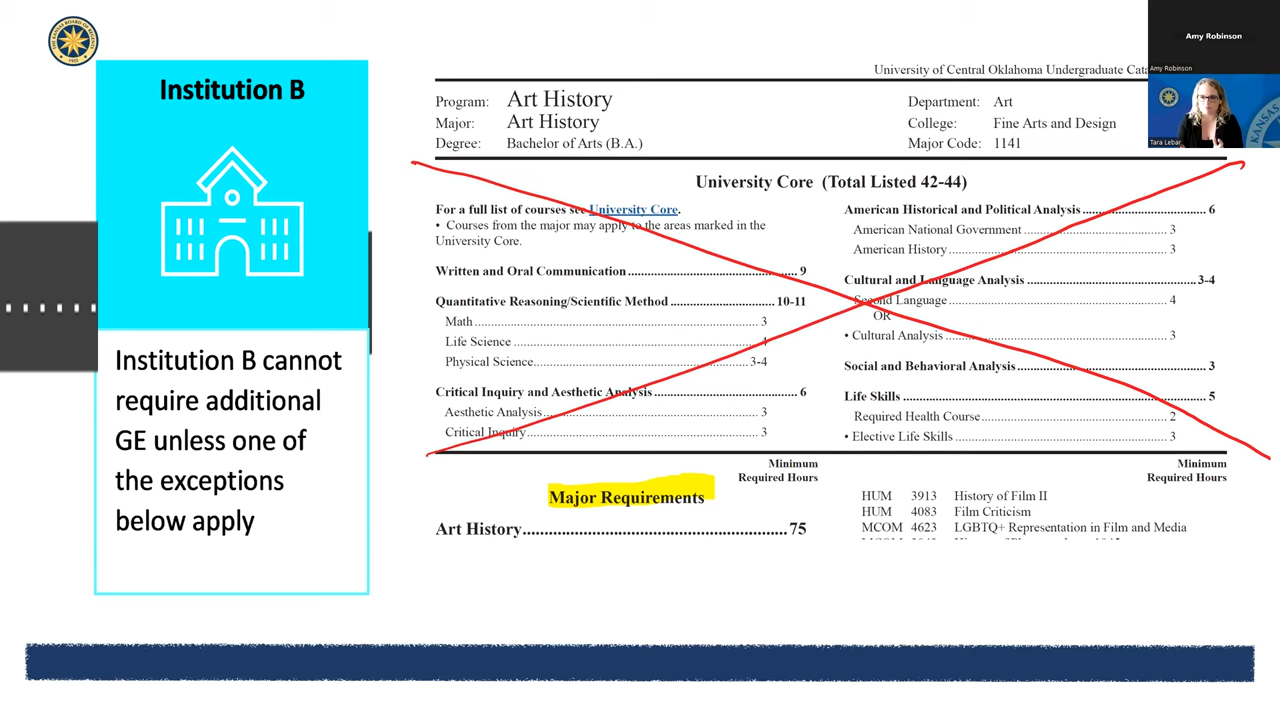 THE KANSAS BOARD OF REGENTS
1925
Institution B
Institution B cannot
require additional
GE unless one of
the exceptions
below apply
University of Central Oklahoma Undergraduate Cata
Program: Art History
Major: Art History
Degree: Bachelor of Arts (B.A.)
Department: Art
College: Fine Arts and Design
Major Code: 1141
University Core (Total Listed 42-44)
For a full list of courses see University Core.
• Courses from the major may apply to the areas marked in the
University Core.
Written and Oral Communication 9
Quantitative Reasoning/Scientific Method 10-11
Math 3
Life Science 4
Physical Science 3-4
Critical Inquiry and Aesthetic Analysis 6
Aesthetic Analysis 3
Critical Inquiry 3
American Historical and Political Analysis 6
American National Government 3
American History 3
Cultural and Language Analysis 3-4
Second Language 4
OR
• Cultural Analysis 3
Social and Behavioral Analysis 3
Life Skills 5
Required Health Course 2
• Elective Life Skills 3
Minimum
Required Hours
Major Requirements
Art History 75
Minimum
Required Hours
HUM 3913 History of Film II
HUM 4083 Film Criticism
MCOM 4623 LGBTQ+ Representation in Film and Media
Amy Robinson
Amy Robinson
KANSAS
Tara Lebar